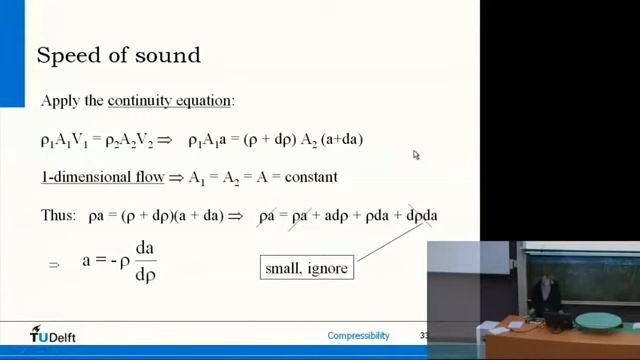 Speed of sound
Apply the continuity equation:
ρ₁A₁V₁ = ρ₂A₂V₂ ⇒ ρ₁A₁a = (ρ + dρ) A₂ (a+da)
1-dimensional flow ⇒ A₁ = A₂ = A = constant
Thus: ρa = (ρ + dρ)(a + da) ⇒ ρa = ρa + adρ + ρda + dρda
⇒ a = -ρ da/dρ
small, ignore
TUDelft
Compressibility
33